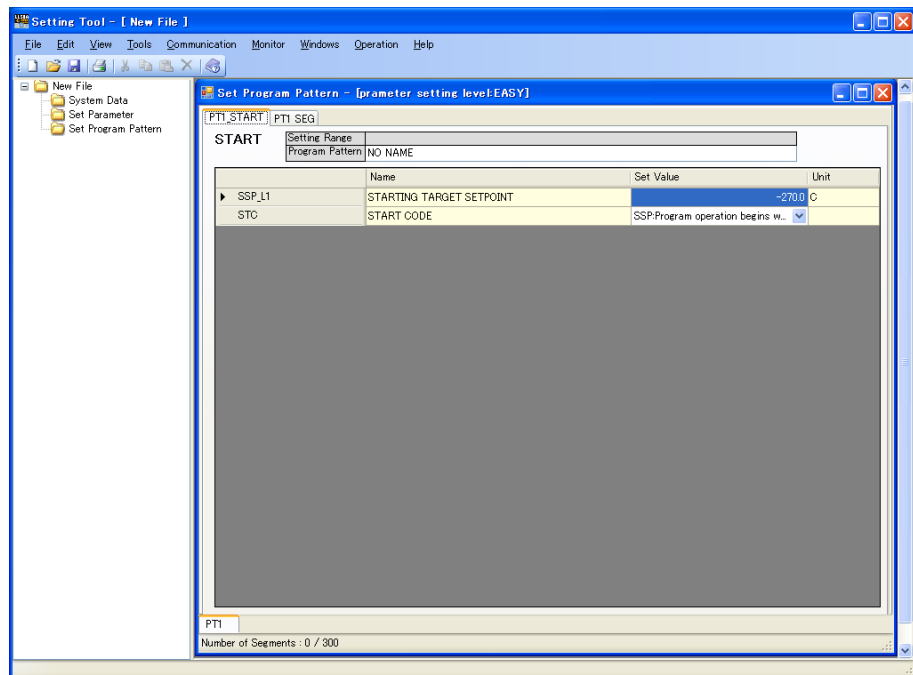 Setting Tool - [ New File ]
File Edit View Tools Communication Monitor Windows Operation Help
New File
System Data
Set Parameter
Set Program Pattern
Set Program Pattern - [prameter setting level:EASY]
PT1_START PT1 SEG
START
Setting Range
Program Pattern NO NAME
Name Set Value Unit
SSP_L1 STARTING TARGET SETPOINT -270.0 C
STC START CODE SSP:Program operation begins w...
PT1
Number of Segments : 0 / 300